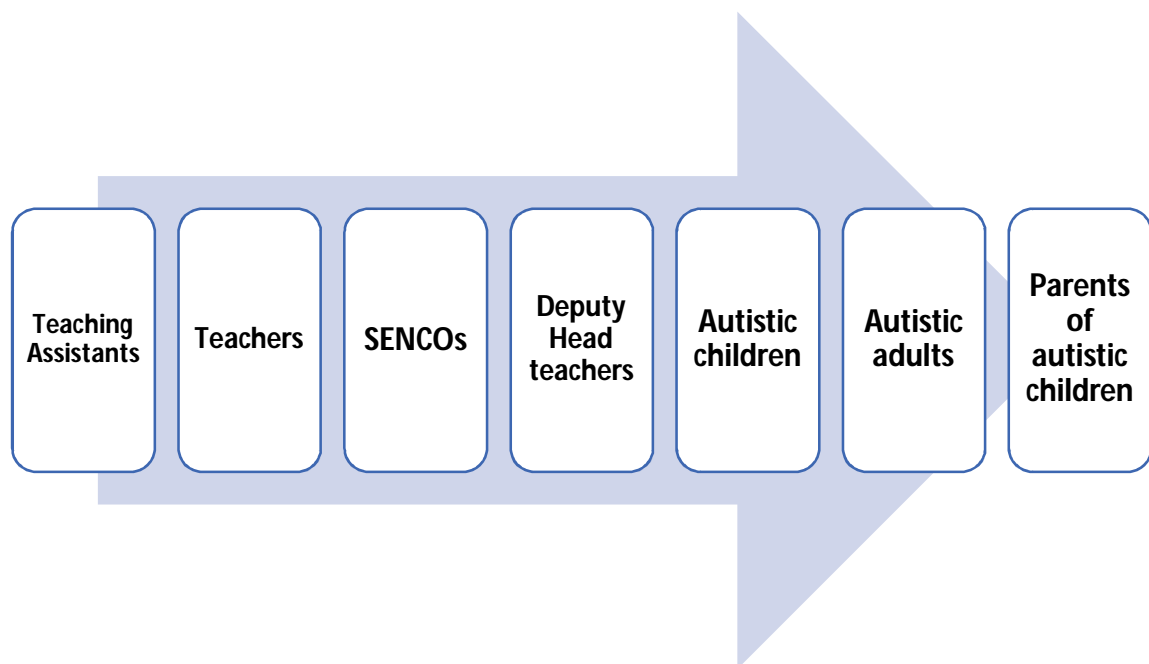 Teaching
Assistants
Teachers
SENCOs
Deputy
Head
teachers
Autistic
children
Autistic
adults
Parents
of
autistic
children